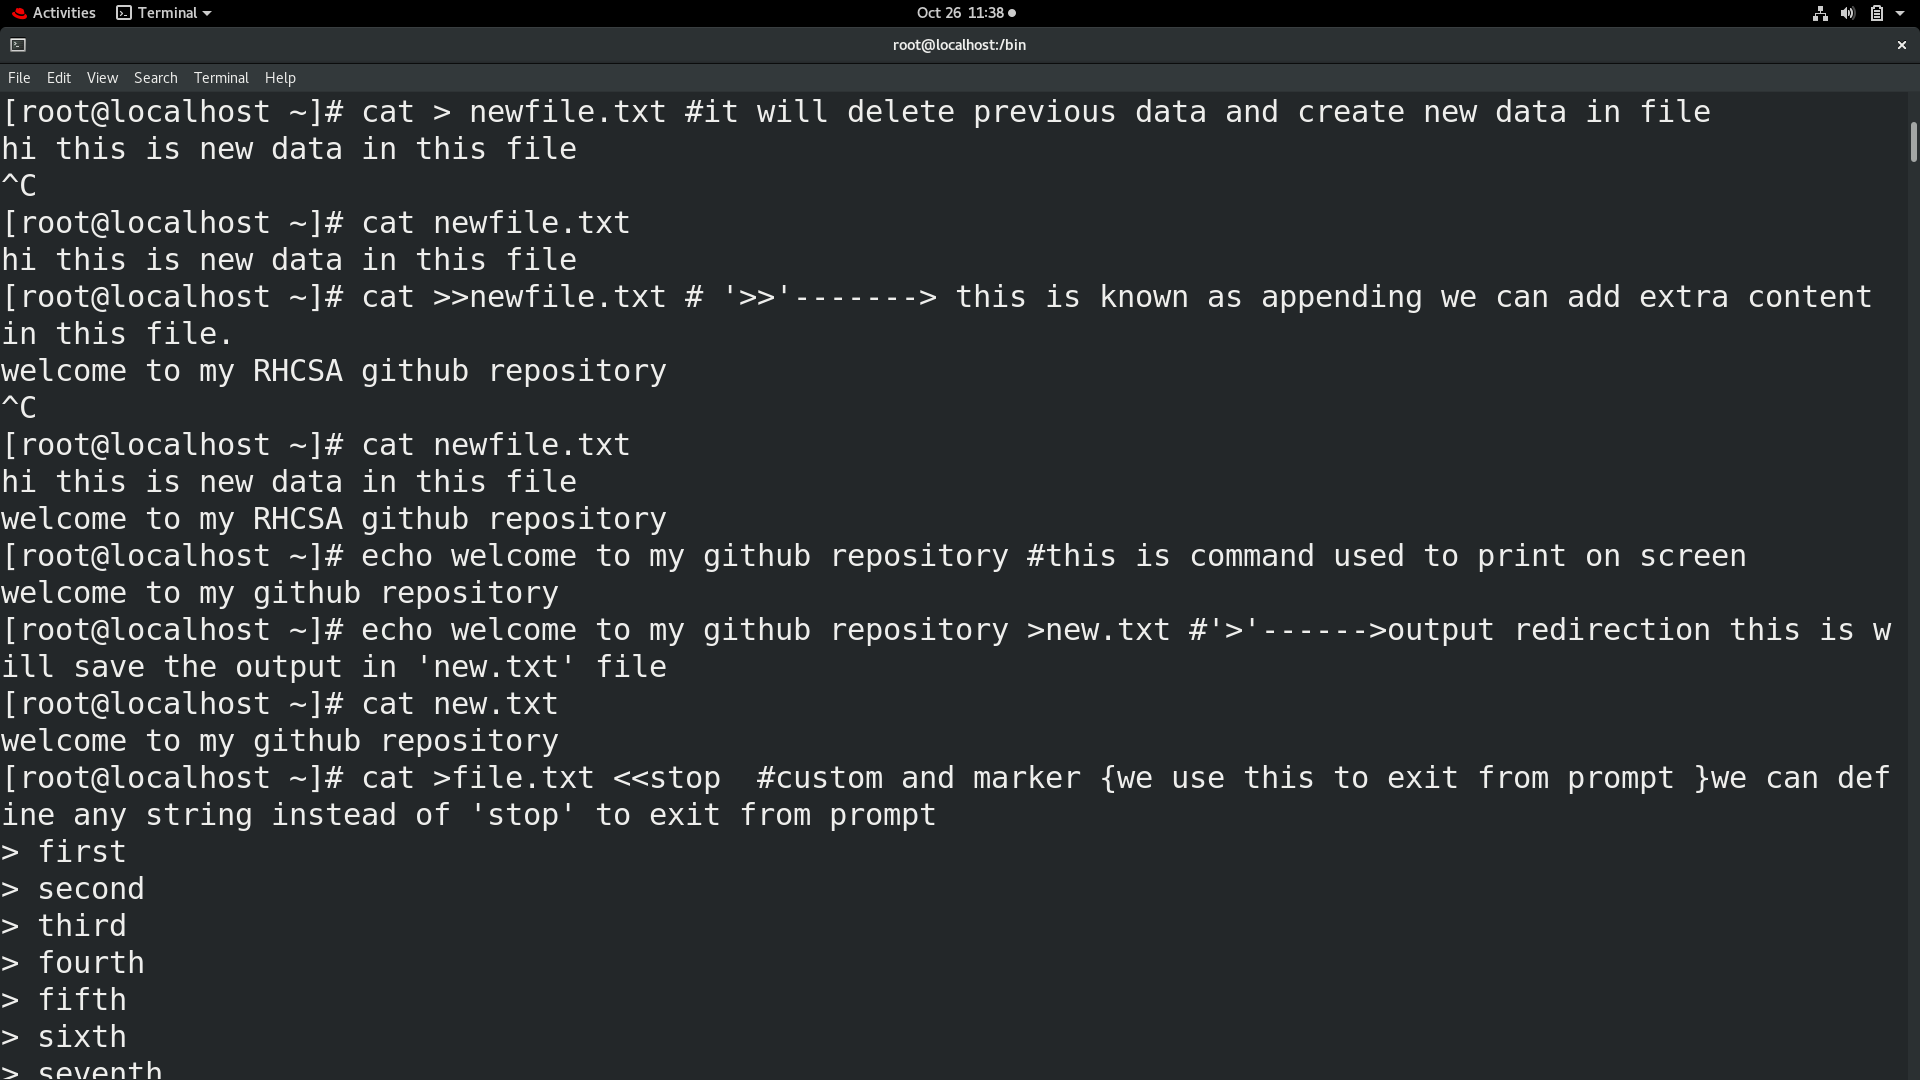 Activities Terminal Oct 26 11:38
root@localhost:/bin
File Edit View Search Terminal Help
[root@localhost ~]# cat > newfile.txt #it will delete previous data and create new data in file
hi this is new data in this file
^C
[root@localhost ~]# cat newfile.txt
hi this is new data in this file
[root@localhost ~]# cat >>newfile.txt # '>>'-------> this is known as appending we can add extra content
in this file.
welcome to my RHCSA github repository
^C
[root@localhost ~]# cat newfile.txt
hi this is new data in this file
welcome to my RHCSA github repository
[root@localhost ~]# echo welcome to my github repository #this is command used to print on screen
welcome to my github repository
[root@localhost ~]# echo welcome to my github repository >new.txt #'>'------>output redirection this is w
ill save the output in 'new.txt' file
[root@localhost ~]# cat new.txt
welcome to my github repository
[root@localhost ~]# cat >file.txt <<stop  #custom and marker {we use this to exit from prompt }we can def
ine any string instead of 'stop' to exit from prompt
> first
> second
> third
> fourth
> fifth
> sixth
> seventh